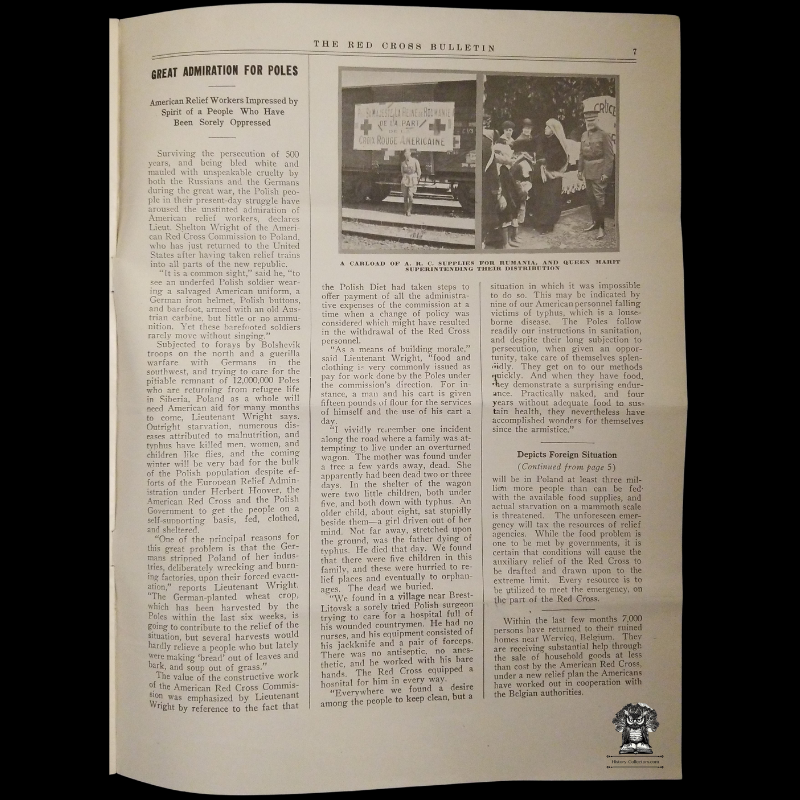 THE RED CROSS BULLETIN
7
GREAT ADMIRATION FOR POLES
American Relief Workers Impressed by
Spirit of a People Who Have
Been Sorely Oppressed
Surviving the persecution of 500
years, and being bled white and
mauled with unspeakable cruelty by
both the Russians and the Germans
during the great war, the Polish peo-
ple in their present-day struggle have
aroused the unstinted admiration of
American relief workers, declares
Lieut. Shelton Wright of the Ameri-
can Red Cross Commission to Poland,
who has just returned to the United
States after having taken relief trains
into all parts of the new republic.
"It is a common sight," said he, "to
see an underfed Polish soldier wear-
ing a salvaged American uniform, a
German iron helmet, Polish buttons,
and barefoot, armed with an old Aus-
trian carbine, but little or no ammu-
nition. Yet these barefooted soldiers
rarely move without singing."
Subjected to forays by Bolshevik
troops on the north and a guerilla
warfare with Germans in the
southwest, and trying to care for the
pitiable remnant of 12,000,000 Poles
who are returning from refugee life
in Siberia, Poland as a whole will
need American aid for many months
to come, Lieutenant Wright says.
Outright starvation, numerous dis-
eases attributed to malnutrition, and
typhus have killed men, women, and
children like flies, and the coming
winter will be very bad for the bulk
of the Polish population despite ef-
forts of the European Relief Admin-
istration under Herbert Hoover, the
American Red Cross and the Polish
Government to get the people on a
self-supporting basis, fed, clothed,
and sheltered.
"One of the principal reasons for
this great problem is that the Ger-
mans stripped Poland of her indus-
tries, deliberately wrecking and burn-
ing factories, upon their forced evacu-
ation," reports Lieutenant Wright.
"The German-planted wheat crop,
which has been harvested by the
Poles within the last six weeks, is
going to contribute to the relief of the
situation, but several harvests would
hardly relieve a people who but lately
were making 'bread' out of leaves and
bark, and soup out of grass."
The value of the constructive work
of the American Red Cross Commis-
sion was emphasized by Lieutenant
Wright by reference to the fact that
LA REINE DE ROUMANIE
DE LA PART
CROIX ROUGE AMERICAINE
CRUCE
A CARLOAD OF A. R. C. SUPPLIES FOR RUMANIA, AND QUEEN MARIE
SUPERINTENDING THEIR DISTRIBUTION
the Polish Diet had taken steps to
offer payment of all the administra-
tive expenses of the commission at a
time when a change of policy was
considered which might have resulted
in the withdrawal of the Red Cross
personnel.
"As a means of building morale,"
said Lieutenant Wright, "food and
clothing is very commonly issued as
pay for work done by the Poles under
the commission's direction. For in-
stance, a man and his cart is given
fifteen pounds of flour for the services
of himself and the use of his cart a
day.
"I vividly remember one incident
along the road where a family was at-
tempting to live under an overturned
wagon. The mother was found under
a tree a few yards away, dead. She
apparently had been dead two or three
days. In the shelter of the wagon
were two little children, both under
five, and both down with typhus. An
older child, about eight, sat stupidly
beside them—a girl driven out of her
mind. Not far away, stretched upon
the ground, was the father dying of
typhus. He died that day. We found
that there were five children in this
family, and these were hurried to re-
lief places and eventually to orphan-
ages. The dead we buried.
"We found in a village near Brest-
Litovsk a sorely tried Polish surgeon
trying to care for a hospital full of
his wounded countrymen. He had no
nurses, and his equipment consisted of
his jackknife and a pair of forceps.
There was no antiseptic, no anes-
thetic, and he worked with his bare
hands. The Red Cross equipped a
hospital for him in every way.
"Everywhere we found a desire
among the people to keep clean, but a
situation in which it was impossible
to do so. This may be indicated by
nine of our American personnel falling
victims of typhus, which is a louse-
borne disease. The Poles follow
readily our instructions in sanitation,
and despite their long subjection to
persecution, when given an oppor-
tunity, take care of themselves splen-
didly. They get on to our methods
quickly. And when they have food,
they demonstrate a surprising endur-
ance. Practically naked, and four
years without adequate food to sus-
tain health, they nevertheless have
accomplished wonders for themselves
since the armistice."
Depicts Foreign Situation
(Continued from page 5)
will be in Poland at least three mil-
lion more people than can be fed
with the available food supplies, and
actual starvation on a mammoth scale
is threatened. The unforeseen emer-
gency will tax the resources of relief
agencies. While the food problem is
one to be met by governments, it is
certain that conditions will cause the
auxiliary relief of the Red Cross to
be drafted and drawn upon to the
extreme limit. Every resource is to
be utilized to meet the emergency, on
the part of the Red Cross.
Within the last few months 7,000
persons have returned to their ruined
homes near Wervicq, Belgium. They
are receiving substantial help through
the sale of household goods at less
than cost by the American Red Cross,
under a new relief plan the Americans
have worked out in cooperation with
the Belgian authorities.